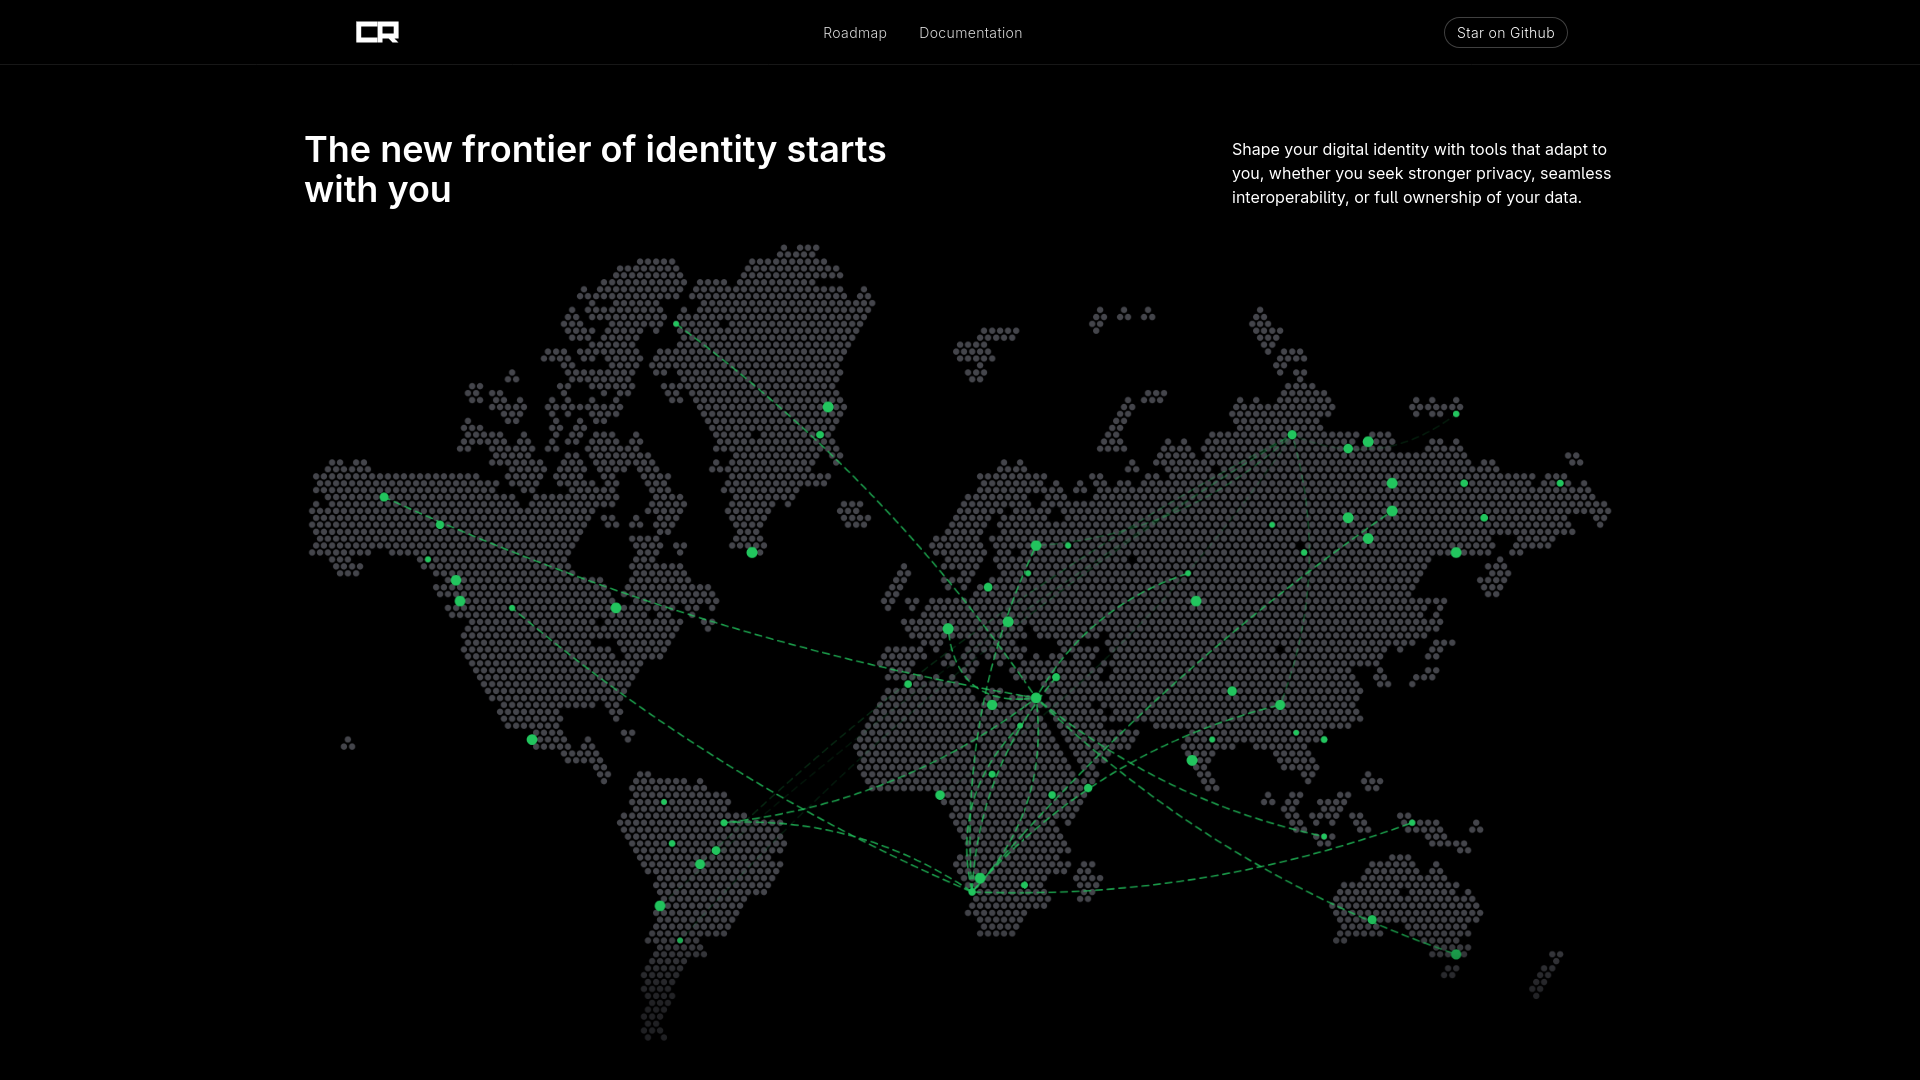 CR
Roadmap
Documentation
Star on Github
The new frontier of identity starts
with you
Shape your digital identity with tools that adapt to
you, whether you seek stronger privacy, seamless
interoperability, or full ownership of your data.